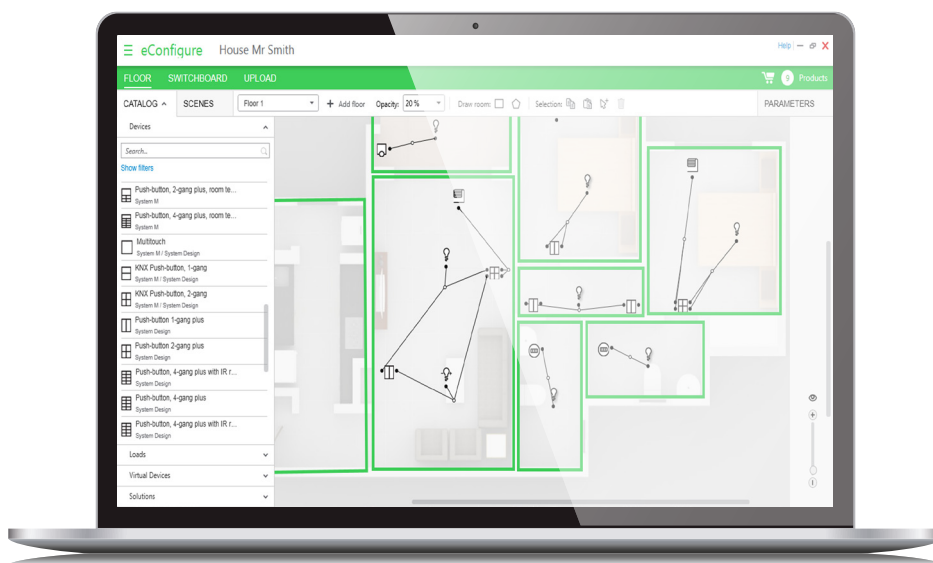 eConfigure House Mr Smith Help
FLOOR SWITCHBOARD UPLOAD 9 Products
CATALOG SCENES Floor 1 + Add floor Opacity: 20 % Draw room: Selection: PARAMETERS
Devices
Search...
Show filters
Push-button, 2-gang plus, room te...
System M
Push-button, 4-gang plus, room te...
System M
Multitouch
System M / System Design
KNX Push-button, 1-gang
System M / System Design
KNX Push-button, 2-gang
System M / System Design
Push-button 1-gang plus
System Design
Push-button 2-gang plus
System Design
Push-button, 4-gang plus with IR r...
System Design
Push-button, 4-gang plus
System Design
Push-button, 4-gang plus with IR r...
System Design
Loads
Virtual Devices
Solutions